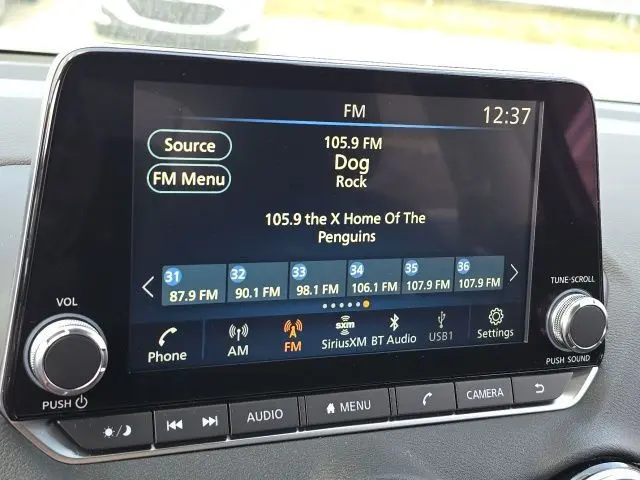 FM 12:37
Source
FM Menu
105.9 FM
Dog
Rock
105.9 the X Home Of The
Penguins
31 32 33 34 35 36
87.9 FM 90.1 FM 98.1 FM 106.1 FM 107.9 FM 107.9 FM
Phone AM FM sxm SiriusXM BT Audio USB1 Settings
VOL
PUSH
TUNE·SCROLL
PUSH SOUND
AUDIO MENU CAMERA